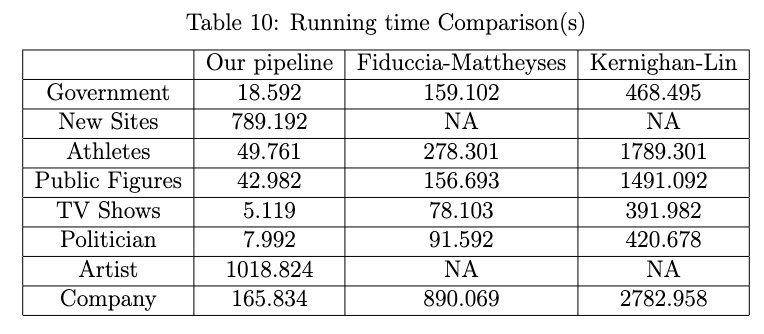 Table 10: Running time Comparison(s)
Our pipeline Fiduccia-Mattheyses Kernighan-Lin
Government 18.592 159.102 468.495
New Sites 789.192 NA NA
Athletes 49.761 278.301 1789.301
Public Figures 42.982 156.693 1491.092
TV Shows 5.119 78.103 391.982
Politician 7.992 91.592 420.678
Artist 1018.824 NA NA
Company 165.834 890.069 2782.958